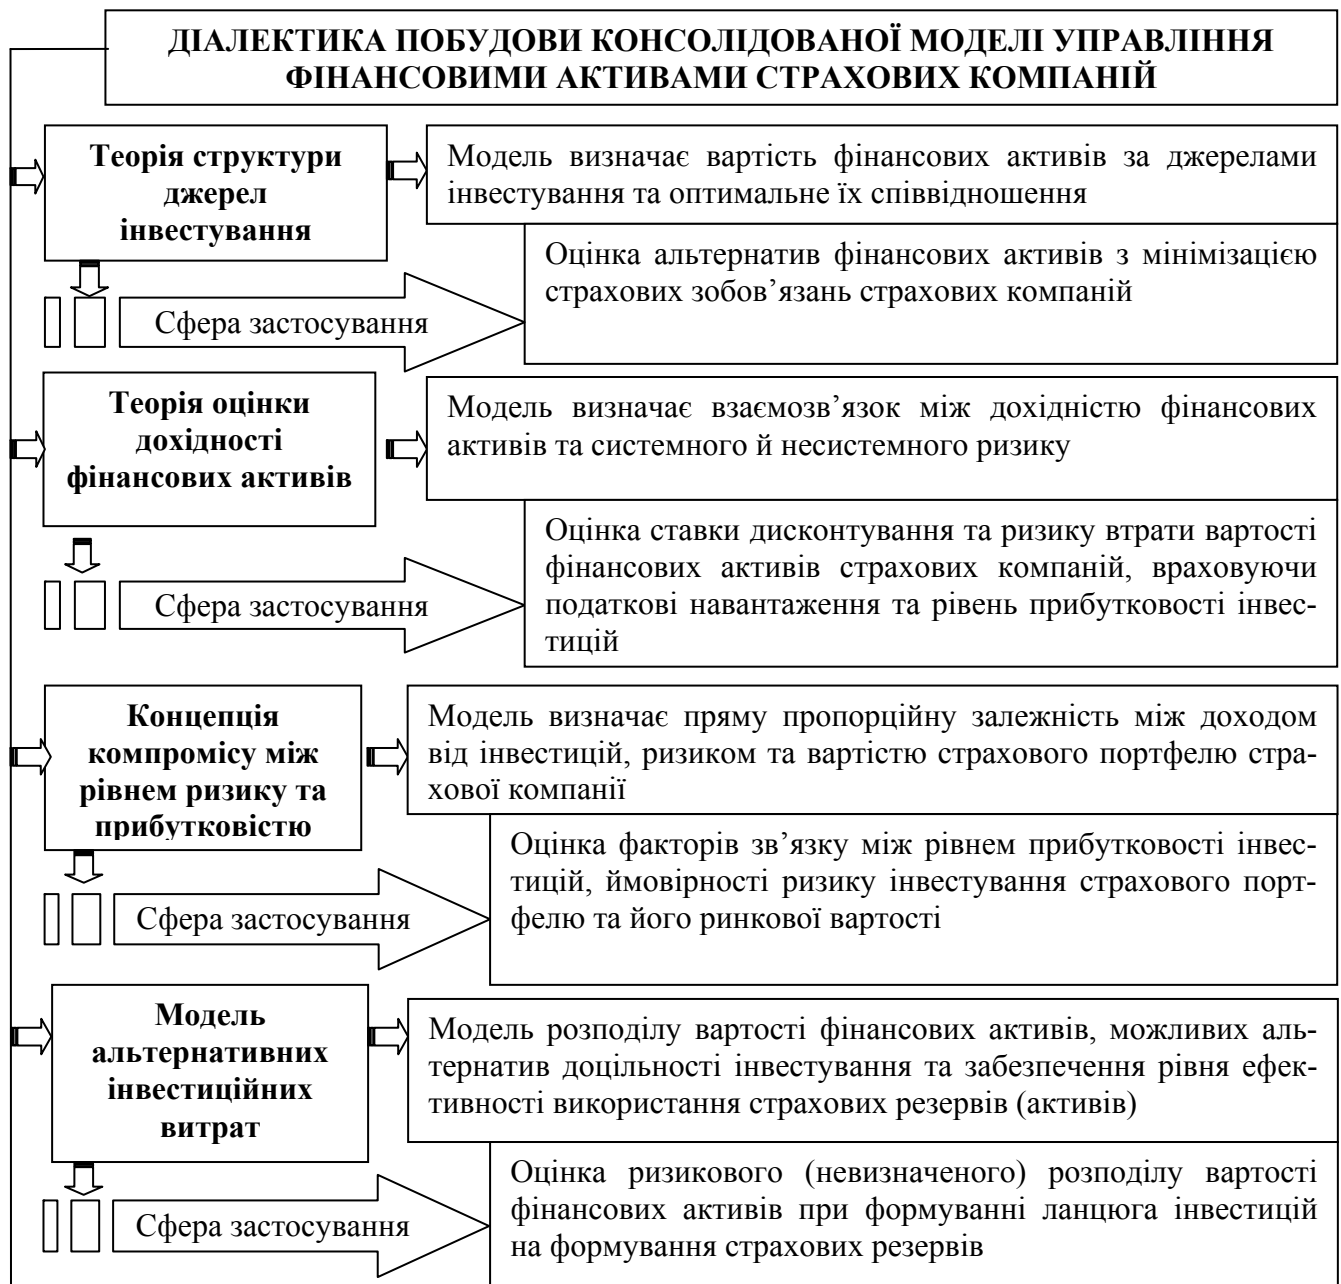 ДІАЛЕКТИКА ПОБУДОВИ КОНСОЛІДОВАНОЇ МОДЕЛІ УПРАВЛІННЯ
ФІНАНСОВИМИ АКТИВАМИ СТРАХОВИХ КОМПАНІЙ
Теорія структури
джерел
інвестування
Модель визначає вартість фінансових активів за джерелами
інвестування та оптимальне їх співвідношення
Сфера застосування
Оцінка альтернатив фінансових активів з мінімізацією
страхових зобов’язань страхових компаній
Теорія оцінки
дохідності
фінансових активів
Модель визначає взаємозв’язок між дохідністю фінансових
активів та системного й несистемного ризику
Сфера застосування
Оцінка ставки дисконтування та ризику втрати вартості
фінансових активів страхових компаній, враховуючи
податкові навантаження та рівень прибутковості інвес-
тицій
Концепція
компромісу між
рівнем ризику та
прибутковістю
Модель визначає пряму пропорційну залежність між доходом
від інвестицій, ризиком та вартістю страхового портфелю стра-
хової компанії
Сфера застосування
Оцінка факторів зв’язку між рівнем прибутковості інвес-
тицій, ймовірності ризику інвестування страхового порт-
фелю та його ринкової вартості
Модель
альтернативних
інвестиційних
витрат
Модель розподілу вартості фінансових активів, можливих аль-
тернатив доцільності інвестування та забезпечення рівня ефек-
тивності використання страхових резервів (активів)
Сфера застосування
Оцінка ризикового (невизначеного) розподілу вартості
фінансових активів при формуванні ланцюга інвестицій
на формування страхових резервів